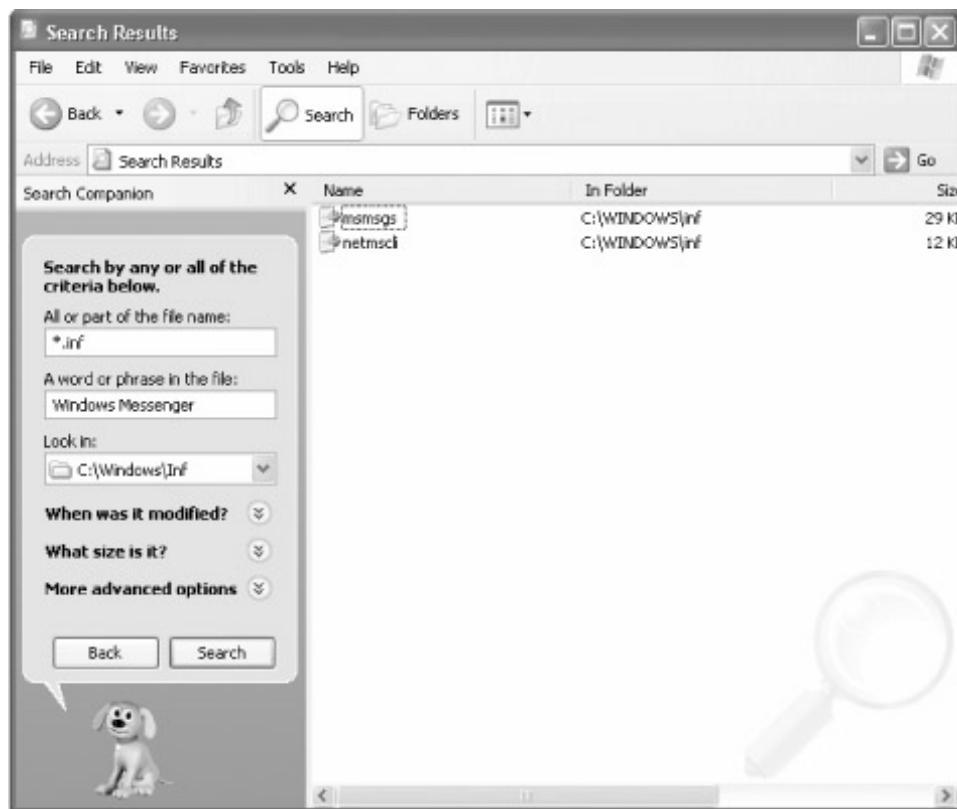 Search Results
File Edit View Favorites Tools Help
Back Search Folders
Address Search Results Go
Search Companion
Name In Folder Size
msmsgs C:\WINDOWS\inf 29 K
netmscli C:\WINDOWS\inf 12 K
Search by any or all of the
criteria below.
All or part of the file name:
*.inf
A word or phrase in the file:
Windows Messenger
Look in:
C:\Windows\Inf
When was it modified?
What size is it?
More advanced options
Back Search